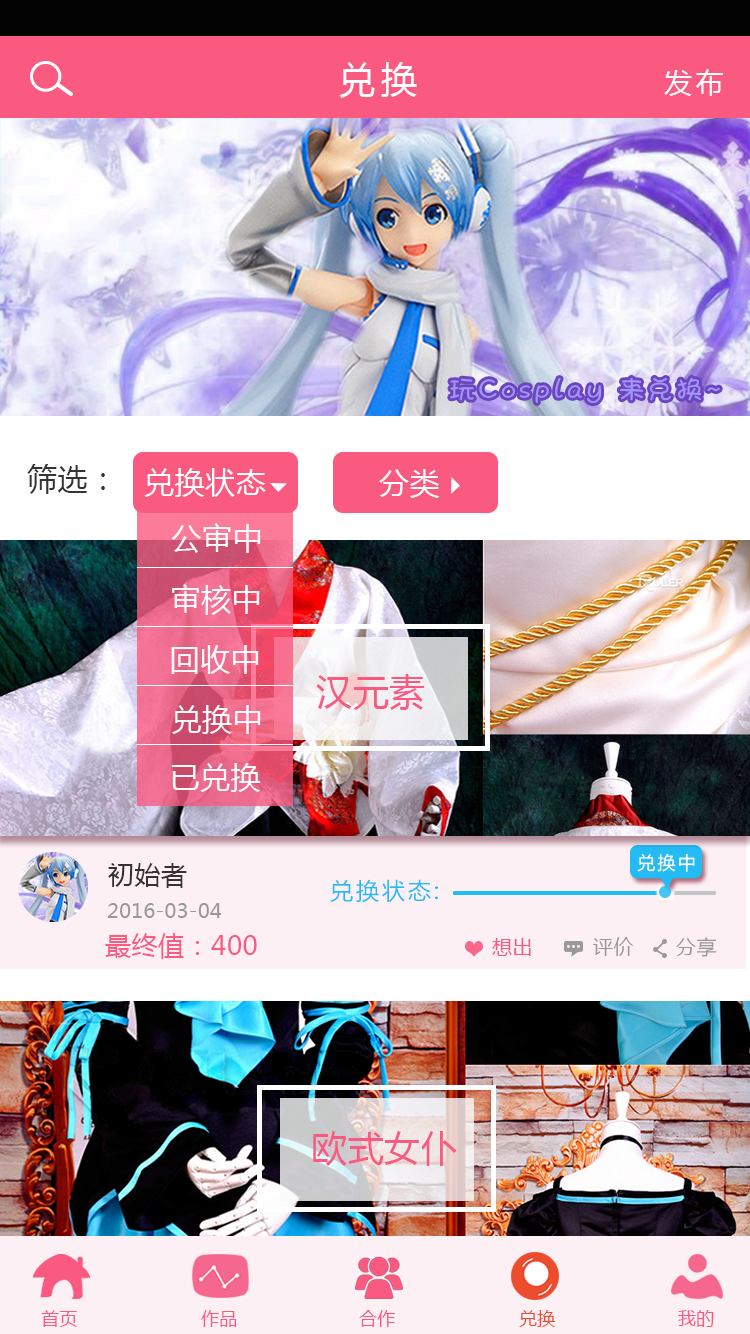 兑换
发布
玩Cosplay 来兑换~
筛选：
兑换状态
分类
公审中
审核中
回收中
兑换中
已兑换
汉元素
初始者
2016-03-04
最终值：400
兑换状态:
兑换中
想出
评价
分享
欧式女仆
首页
作品
合作
兑换
我的